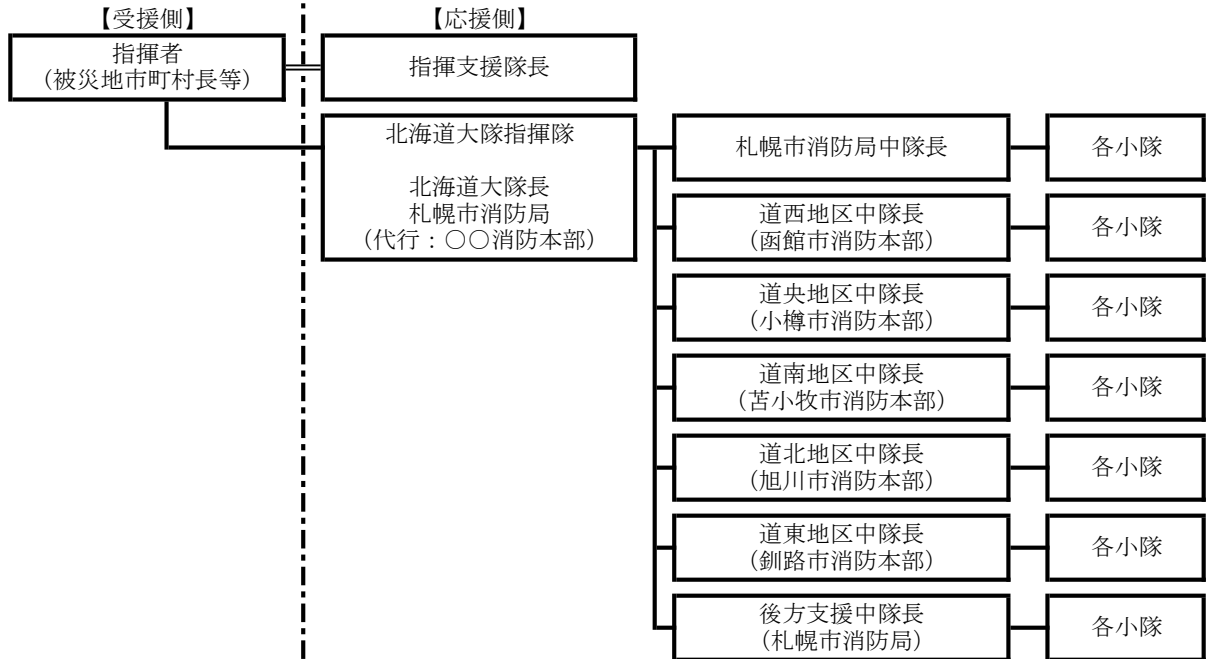 【受援側】
【応援側】
指揮者
(被災地市町村長等)
指揮支援隊長
北海道大隊指揮隊
北海道大隊長
札幌市消防局
(代行:○○消防本部)
札幌市消防局中隊長
各小隊
道西地区中隊長
(函館市消防本部)
各小隊
道央地区中隊長
(小樽市消防本部)
各小隊
道南地区中隊長
(苫小牧市消防本部)
各小隊
道北地区中隊長
(旭川市消防本部)
各小隊
道東地区中隊長
(釧路市消防本部)
各小隊
後方支援中隊長
(札幌市消防局)
各小隊